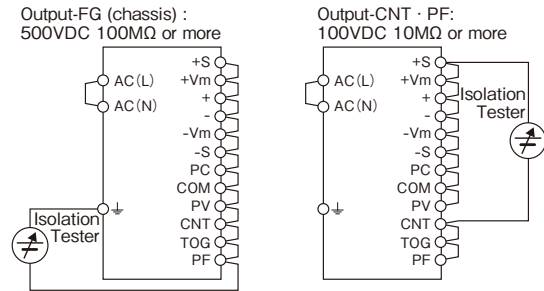 Output-FG (chassis) :
500VDC 100MΩ or more
AC(L)
AC(N)
+S
+Vm
+
-
-Vm
-S
PC
COM
PV
CNT
TOG
PF
Isolation
Tester
Output-CNT · PF:
100VDC 10MΩ or more
AC(L)
AC(N)
+S
+Vm
+
-
-Vm
-S
PC
COM
PV
CNT
TOG
PF
Isolation
Tester